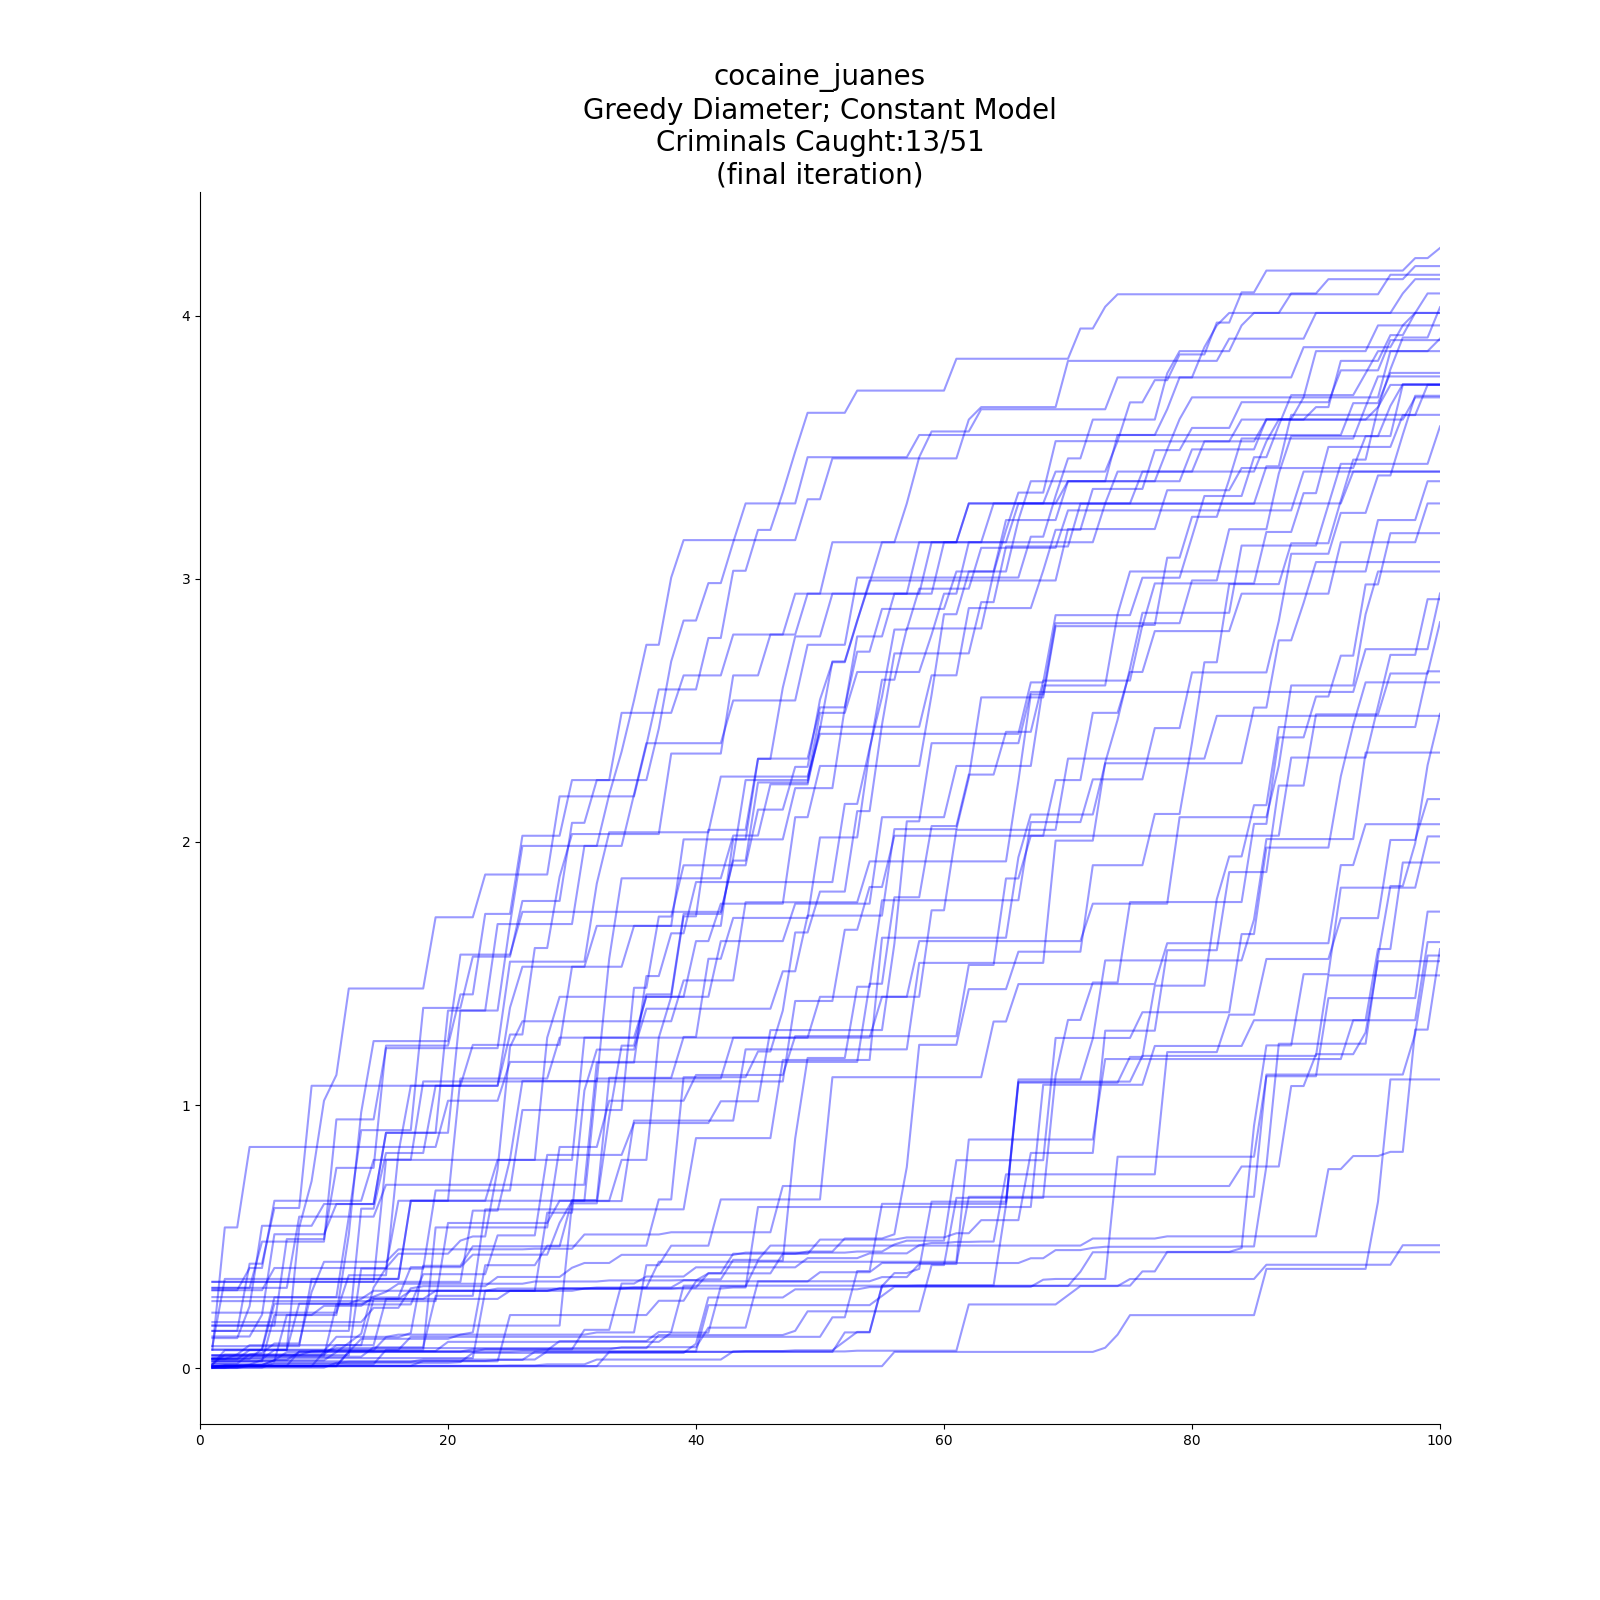 cocaine_juanes
Greedy Diameter; Constant Model
Criminals Caught:13/51
(final iteration)
4
3
2
1
0
0 20 40 60 80 100